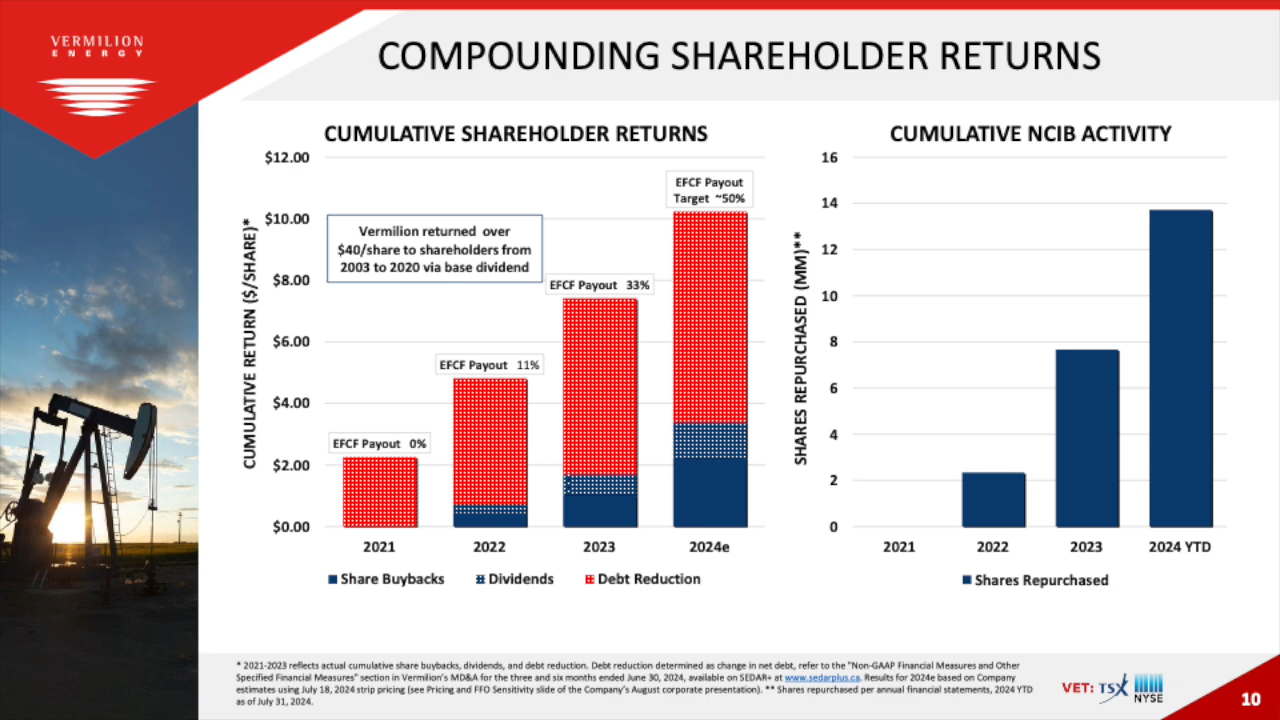 VERMILION
ENERGY
COMPOUNDING SHAREHOLDER RETURNS
CUMULATIVE SHAREHOLDER RETURNS
CUMULATIVE RETURN ($/SHARE)*
$12.00
$10.00
$8.00
$6.00
$4.00
$2.00
$0.00
Vermilion returned over
$40/share to shareholders from
2003 to 2020 via base dividend
EFCF Payout 0%
EFCF Payout 11%
EFCF Payout 33%
EFCF Payout
Target ~50%
2021 2022 2023 2024e
Share Buybacks Dividends Debt Reduction
CUMULATIVE NCIB ACTIVITY
SHARES REPURCHASED (MM)**
16
14
12
10
8
6
4
2
0
2021 2022 2023 2024 YTD
Shares Repurchased
* 2021-2023 reflects actual cumulative share buybacks, dividends, and debt reduction. Debt reduction determined as change in net debt, refer to the "Non-GAAP Financial Measures and Other
Specified Financial Measures" section in Vermilion's MD&A for the three and six months ended June 30, 2024, available on SEDAR+ at www.sedarplus.ca. Results for 2024e based on Company
estimates using July 18, 2024 strip pricing (see Pricing and FFO Sensitivity slide of the Company's August corporate presentation). ** Shares repurchased per annual financial statements, 2024 YTD
as of July 31, 2024.
VET: TSX NYSE
10